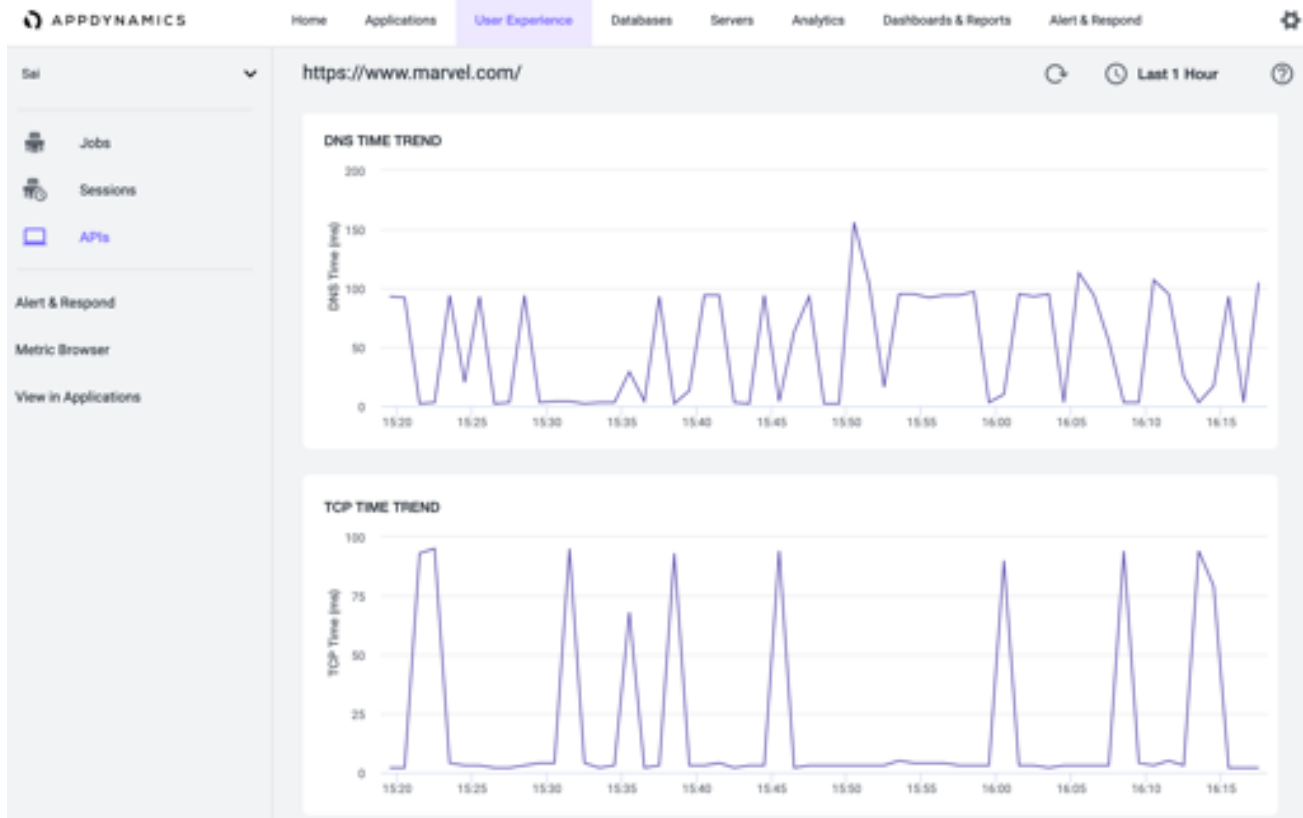 APPDYNAMICS Home Applications User Experience Databases Servers Analytics Dashboards & Reports Alert & Respond
Sai
https://www.marvel.com/
Last 1 Hour
Jobs
Sessions
APIs
Alert & Respond
Metric Browser
View in Applications
DNS TIME TREND
DNS Time (ms)
200
150
100
50
0
15:20 15:25 15:30 15:35 15:40 15:45 15:50 15:55 16:00 16:05 16:10 16:15
TCP TIME TREND
TCP Time (ms)
100
75
50
25
0
15:20 15:25 15:30 15:35 15:40 15:45 15:50 15:55 16:00 16:05 16:10 16:15